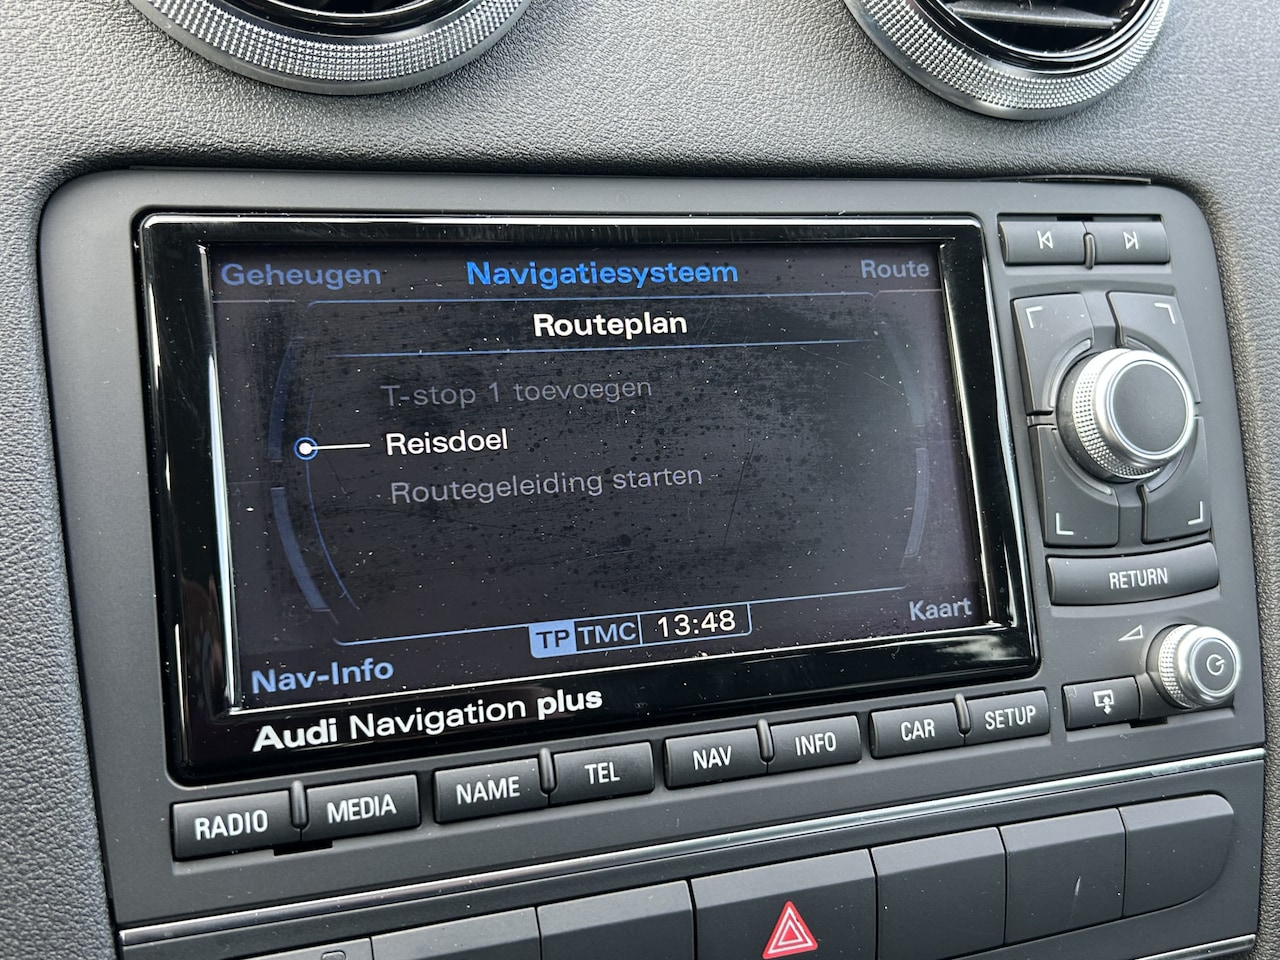 Geheugen Navigatiesysteem Route
Routeplan
T-stop 1 toevoegen
Reisdoel
Routegeleiding starten
TP TMC 13:48
Kaart
Nav-Info
Audi Navigation plus
RETURN
RADIO MEDIA NAME TEL NAV INFO CAR SETUP